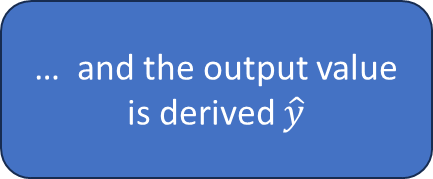 ... and the output value
is derived ŷ